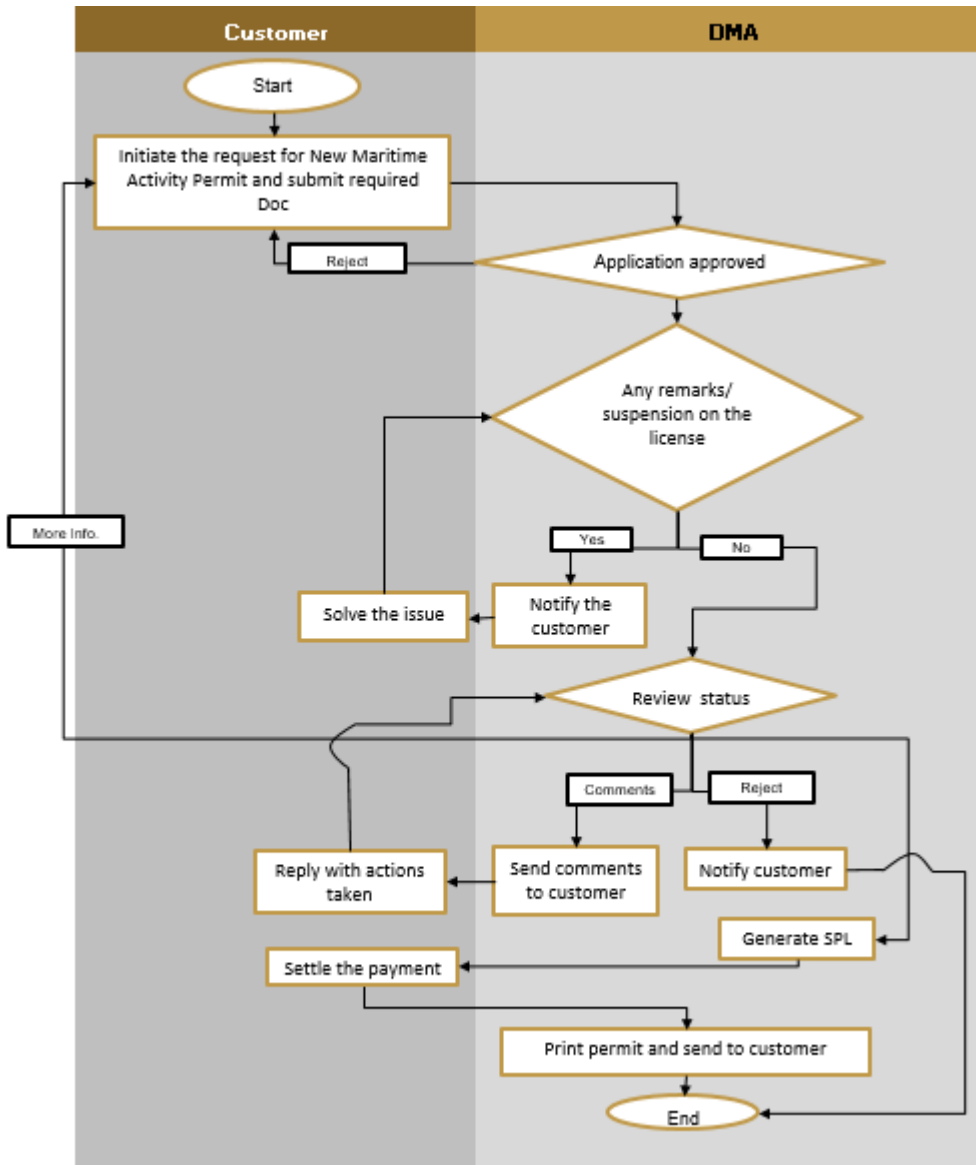 Customer
DMA
Start
Initiate the request for New Maritime
Activity Permit and submit required
Doc
Reject
Application approved
Any remarks/
suspension on the
license
More Info.
Yes
No
Solve the issue
Notify the
customer
Review status
Comments
Reject
Reply with actions
taken
Send comments
to customer
Notify customer
Generate SPL
Settle the payment
Print permit and send to customer
End